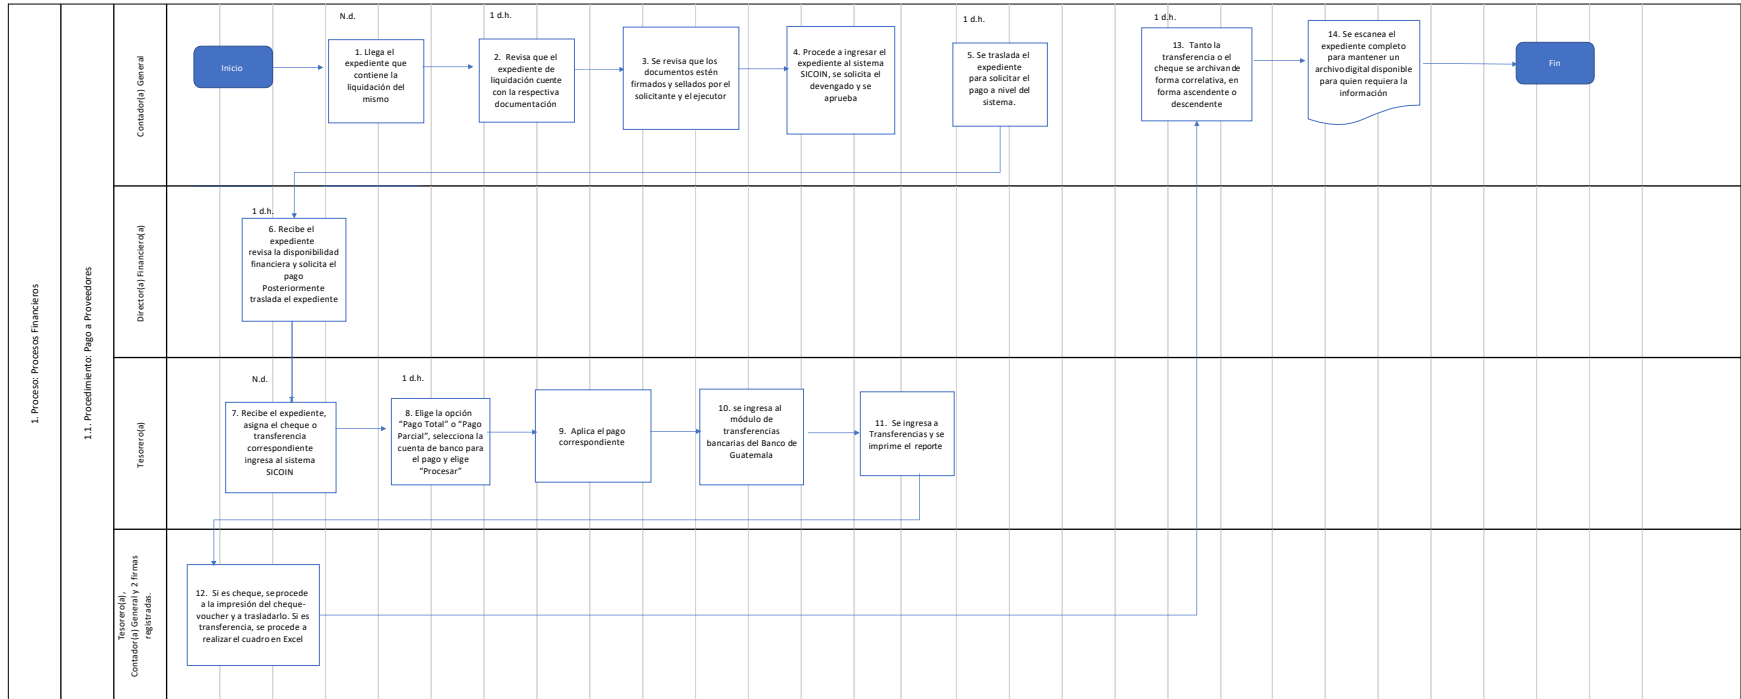 1. Proceso: Procesos Financieros
1.1. Procedimiento: Pago a Proveedores
Contador(a) General
Inicio
N.d.
1. Llega el
expediente que
contiene la
liquidación del
mismo
1 d.h.
2. Revisa que el
expediente de
liquidación cuente
con la respectiva
documentación
3. Se revisa que los
documentos estén
firmados y sellados por el
solicitante y el ejecutor
4. Procede a ingresar el
expediente al sistema
SICOIN, se solicita el
devengado y se
aprueba
1 d.h.
5. Se traslada el
expediente
para solicitar el
pago a nivel del
sistema.
1 d.h.
13. Tanto la
transferencia o el
cheque se archivan de
forma correlativa, en
forma ascendente o
descendente
14. Se escanea el
expediente completo
para mantener un
archivo digital disponible
para quien requiera la
información
Fin
Director(a) Financiero(a)
1 d.h.
6. Recibe el
expediente
revisa la disponibilidad
financiera y solicita el
pago
Posteriormente
traslada el expediente
Tesorero(a)
N.d.
7. Recibe el expediente,
asigna el cheque o
transferencia
correspondiente
ingresa al sistema
SICOIN
1 d.h.
8. Elige la opción
“Pago Total” o “Pago
Parcial”, selecciona la
cuenta de banco para
el pago y elige
“Procesar”
9. Aplica el pago
correspondiente
10. se ingresa al
módulo de
transferencias
bancarias del Banco de
Guatemala
11. Se ingresa a
Transferencias y se
imprime el reporte
Tesorero(a),
Contador(a) General y 2 firmas
registradas.
12. Si es cheque, se procede
a la impresión del cheque-
voucher y a trasladarlo. Si es
transferencia, se procede a
realizar el cuadro en Excel